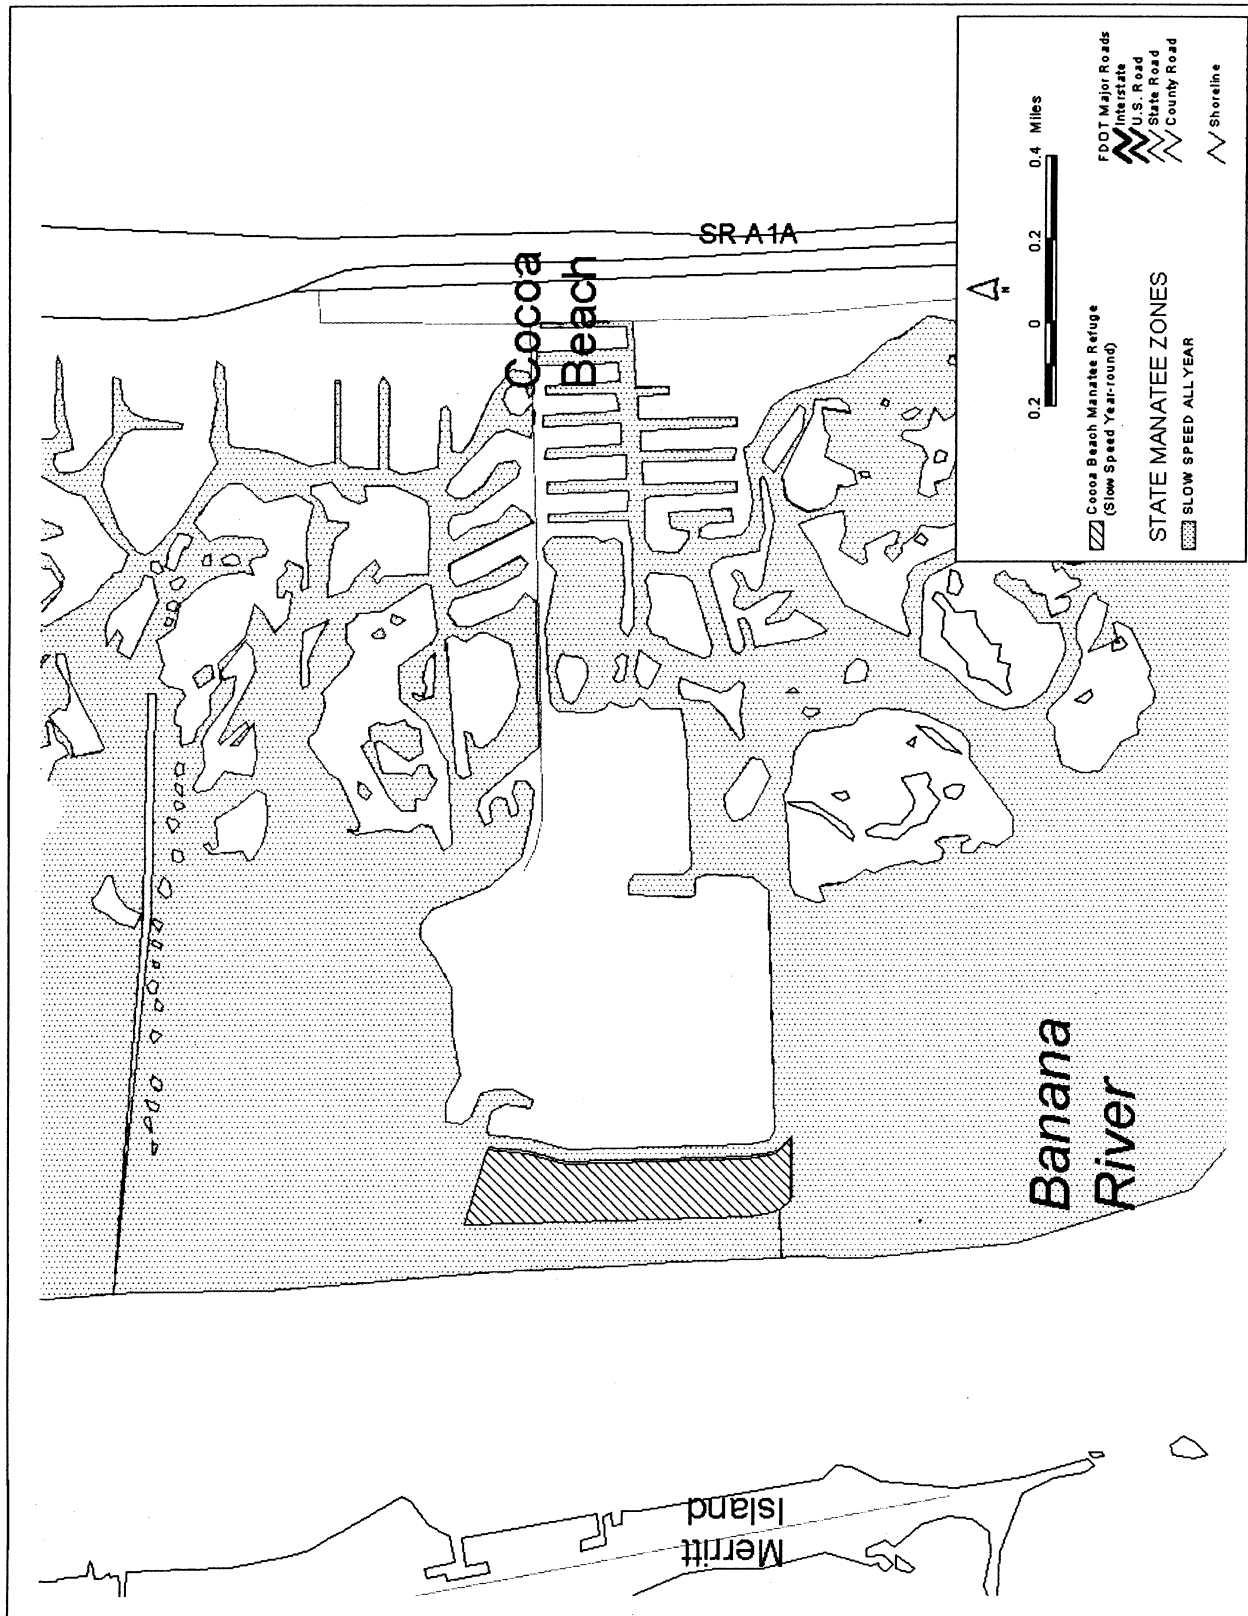 Cocoa
Beach
SR A1A
Banana
River
Merritt
Island
N
0.2 0 0.2 0.4 Miles
Cocoa Beach Manatee Refuge
(Slow Speed Year-round)
STATE MANATEE ZONES
SLOW SPEED ALL YEAR
FDOT Major Roads
Interstate
U.S. Road
State Road
County Road
Shoreline